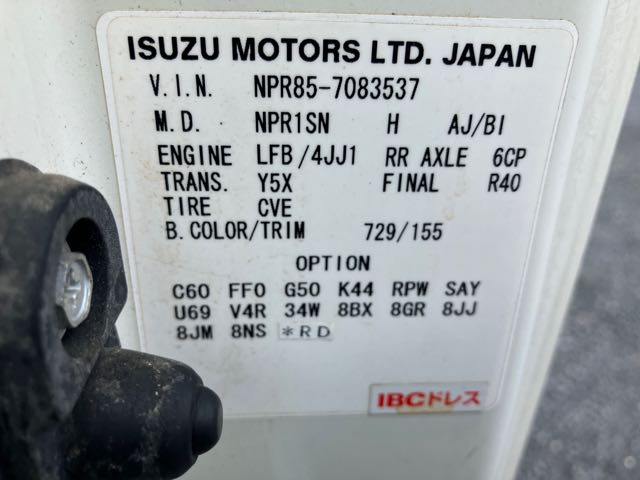 ISUZU MOTORS LTD. JAPAN
V.I.N. NPR85-7083537
M.D. NPR1SN H AJ/BI
ENGINE LFB/4JJ1 RR AXLE 6CP
TRANS. Y5X FINAL R40
TIRE CVE
B.COLOR/TRIM 729/155
OPTION
C60 FF0 G50 K44 RPW SAY
U69 V4R 34W 8BX 8GR 8JJ
8JM 8NS *RD
IBCドレス